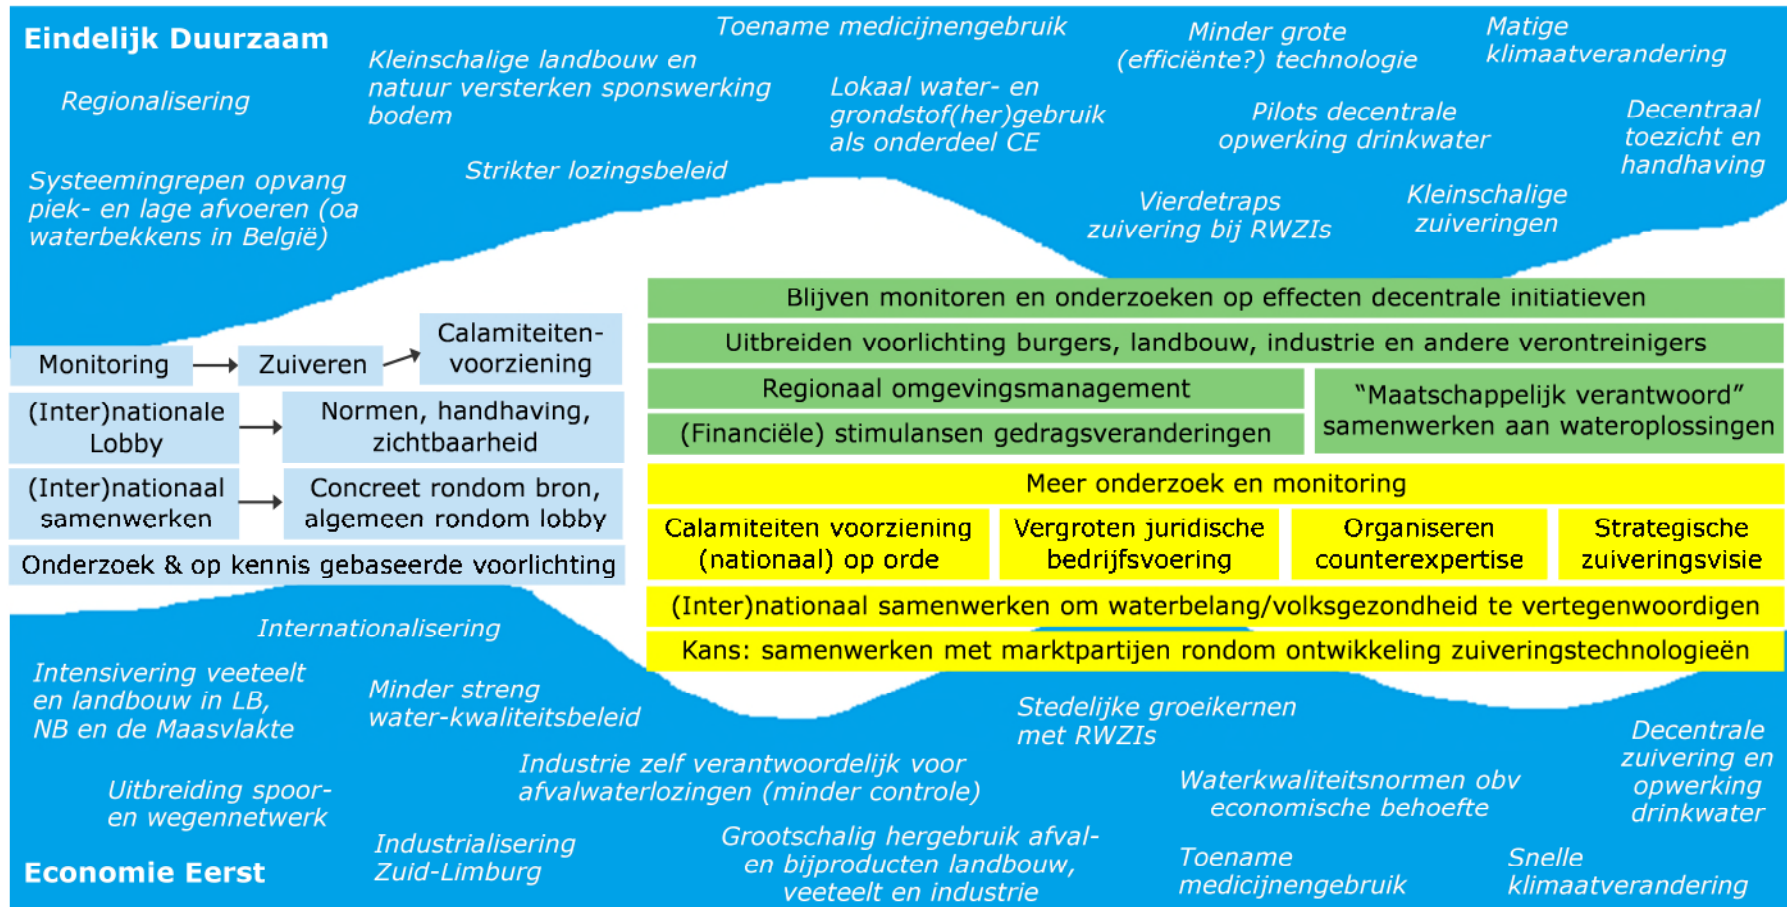 Eindelijk Duurzaam
Regionalisering
Systeemingrepen opvang
piek- en lage afvoeren (oa
waterbekkens in België)
Kleinschalige landbouw en
natuur versterken sponswerking
bodem
Strikter lozingsbeleid
Toename medicijnengebruik
Lokaal water- en
grondstof(her)gebruik
als onderdeel CE
Minder grote
(efficiënte?) technologie
Pilots decentrale
opwerking drinkwater
Vierdetraps
zuivering bij RWZIs
Matige
klimaatverandering
Kleinschalige
zuiveringen
Decentraal
toezicht en
handhaving
Monitoring
Zuiveren
Calamiteiten-
voorziening
(Inter)nationale
Lobby
Normen, handhaving,
zichtbaarheid
(Inter)nationaal
samenwerken
Concreet rondom bron,
algemeen rondom lobby
Onderzoek & op kennis gebaseerde voorlichting
Blijven monitoren en onderzoeken op effecten decentrale initiatieven
Uitbreiden voorlichting burgers, landbouw, industrie en andere verontreinigers
Regionaal omgevingsmanagement
(Financiële) stimulansen gedragsveranderingen
“Maatschappelijk verantwoord”
samenwerken aan wateroplossingen
Meer onderzoek en monitoring
Calamiteiten voorziening
(nationaal) op orde
Vergroten juridische
bedrijfsvoering
Organiseren
counterexpertise
Strategische
zuiveringsvisie
(Inter)nationaal samenwerken om waterbelang/volksgezondheid te vertegenwoordigen
Kans: samenwerken met marktpartijen rondom ontwikkeling zuiveringstechnologieën
Internationalisering
Intensivering veeteelt
en landbouw in LB,
NB en de Maasvlakte
Minder streng
water-kwaliteitsbeleid
Uitbreiding spoor-
en wegennetwerk
Industrie zelf verantwoordelijk voor
afvalwaterlozingen (minder controle)
Industrialisering
Zuid-Limburg
Grootschalig hergebruik afval-
en bijproducten landbouw,
veeteelt en industrie
Stedelijke groeikernen
met RWZIs
Waterkwaliteitsnormen obv
economische behoefte
Decentrale
zuivering en
opwerking
drinkwater
Toename
medicijnengebruik
Snelle
klimaatverandering
Economie Eerst